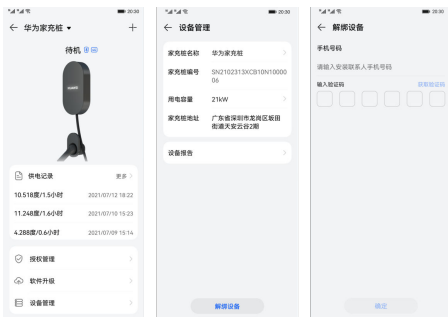 20:30
← 华为家充桩 ▾ +
待机
HUAWEI
供电记录 更多 >
10.518度/1.5小时 2021/07/12 18:22
11.248度/1.6小时 2021/07/10 15:23
4.288度/0.6小时 2021/07/09 15:14
授权管理 >
软件升级 >
设备管理 >
20:30
← 设备管理
家充桩名称 华为家充桩 >
家充桩编号 SN2102313XCB10N10000
06
用电容量 21kW >
家充桩地址 广东省深圳市龙岗区坂田
街道天安云谷2期
设备报告 >
解绑设备
20:30
← 解绑设备
手机号码
请输入安装联系人手机号码
输入验证码 获取验证码
确定